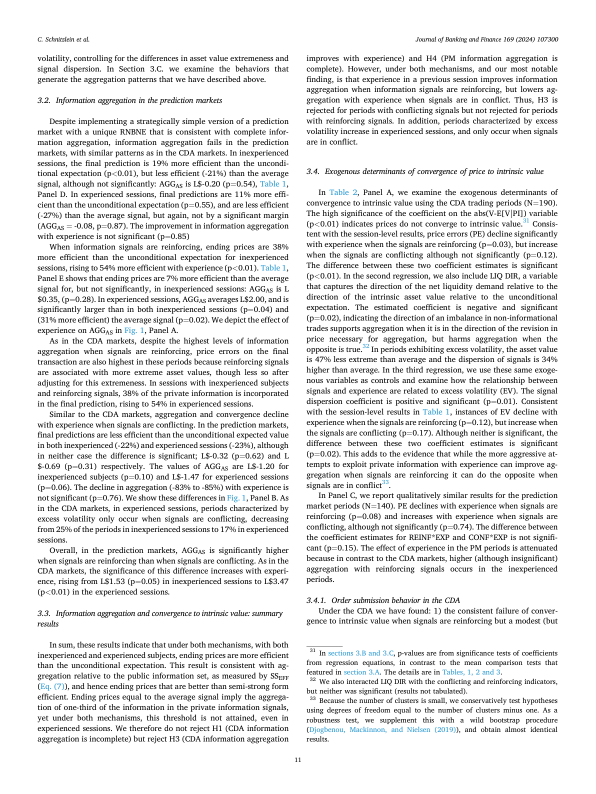 C. Schnitzlein et al.
Journal of Banking and Finance 169 (2024) 107300
volatility, controlling for the differences in asset value extremeness and
signal dispersion. In Section 3.C. we examine the behaviors that
generate the aggregation patterns that we have described above.
3.2. Information aggregation in the prediction markets
Despite implementing a strategically simple version of a prediction
market with a unique RNBNE that is consistent with complete infor-
mation aggregation, information aggregation fails in the prediction
markets, with similar patterns as in the CDA markets. In inexperienced
sessions, the final prediction is 19% more efficient than the uncondi-
tional expectation (p<0.01), but less efficient (-21%) than the average
signal, although not significantly: AGG_AS is L$-0.20 (p=0.54), Table 1,
Panel D. In experienced sessions, final predictions are 11% more effi-
cient than the unconditional expectation (p=0.55), and are less efficient
(-27%) than the average signal, but again, not by a significant margin
(AGG_AS = -0.08, p=0.87). The improvement in information aggregation
with experience is not significant (p=0.85)
When information signals are reinforcing, ending prices are 38%
more efficient than the unconditional expectation for inexperienced
sessions, rising to 54% more efficient with experience (p<0.01). Table 1,
Panel E shows that ending prices are 7% more efficient than the average
signal for, but not significantly, in inexperienced sessions: AGG_AS is L
$0.35, (p=0.28). In experienced sessions, AGG_AS averages L$2.00, and is
significantly larger than in both inexperienced sessions (p=0.04) and
(31% more efficient) the average signal (p=0.02). We depict the effect of
experience on AGG_AS in Fig. 1, Panel A.
As in the CDA markets, despite the highest levels of information
aggregation when signals are reinforcing, price errors on the final
transaction are also highest in these periods because reinforcing signals
are associated with more extreme asset values, though less so after
adjusting for this extremeness. In sessions with inexperienced subjects
and reinforcing signals, 38% of the private information is incorporated
in the final prediction, rising to 54% in experienced sessions.
Similar to the CDA markets, aggregation and convergence decline
with experience when signals are conflicting. In the prediction markets,
final predictions are less efficient than the unconditional expected value
in both inexperienced (-22%) and experienced sessions (-23%), although
in neither case the difference is significant; L$-0.32 (p=0.62) and L
$-0.69 (p=0.31) respectively. The values of AGG_AS are L$-1.20 for
inexperienced subjects (p=0.10) and L$-1.47 for experienced sessions
(p=0.06). The decline in aggregation (-83% to -85%) with experience is
not significant (p=0.76). We show these differences in Fig. 1, Panel B. As
in the CDA markets, in experienced sessions, periods characterized by
excess volatility only occur when signals are conflicting, decreasing
from 25% of the periods in inexperienced sessions to 17% in experienced
sessions.
Overall, in the prediction markets, AGG_AS is significantly higher
when signals are reinforcing than when signals are conflicting. As in the
CDA markets, the significance of this difference increases with experi-
ence, rising from L$1.53 (p=0.05) in inexperienced sessions to L$3.47
(p<0.01) in the experienced sessions.
3.3. Information aggregation and convergence to intrinsic value: summary
results
In sum, these results indicate that under both mechanisms, with both
inexperienced and experienced subjects, ending prices are more efficient
than the unconditional expectation. This result is consistent with ag-
gregation relative to the public information set, as measured by SS_EFF
(Eq. (7)), and hence ending prices that are better than semi-strong form
efficient. Ending prices equal to the average signal imply the aggrega-
tion of one-third of the information in the private information signals,
yet under both mechanisms, this threshold is not attained, even in
experienced sessions. We therefore do not reject H1 (CDA information
aggregation is incomplete) but reject H3 (CDA information aggregation
improves with experience) and H4 (PM information aggregation is
complete). However, under both mechanisms, and our most notable
finding, is that experience in a previous session improves information
aggregation when information signals are reinforcing, but lowers ag-
gregation with experience when signals are in conflict. Thus, H3 is
rejected for periods with conflicting signals but not rejected for periods
with reinforcing signals. In addition, periods characterized by excess
volatility increase in experienced sessions, and only occur when signals
are in conflict.
3.4. Exogenous determinants of convergence of price to intrinsic value
In Table 2, Panel A, we examine the exogenous determinants of
convergence to intrinsic value using the CDA trading periods (N=190).
The high significance of the coefficient on the abs(V-E[V|PI]) variable
(p<0.01) indicates prices do not converge to intrinsic value.31 Consis-
tent with the session-level results, price errors (PE) decline significantly
with experience when the signals are reinforcing (p=0.03), but increase
when the signals are conflicting although not significantly (p=0.12).
The difference between these two coefficient estimates is significant
(p<0.01). In the second regression, we also include LIQ DIR, a variable
that captures the direction of the net liquidity demand relative to the
direction of the intrinsic asset value relative to the unconditional
expectation. The estimated coefficient is negative and significant
(p=0.02), indicating the direction of an imbalance in non-informational
trades supports aggregation when it is in the direction of the revision in
price necessary for aggregation, but harms aggregation when the
opposite is true.32 In periods exhibiting excess volatility, the asset value
is 47% less extreme than average and the dispersion of signals is 34%
higher than average. In the third regression, we use these same exoge-
nous variables as controls and examine how the relationship between
signals and experience are related to excess volatility (EV). The signal
dispersion coefficient is positive and significant (p=0.01). Consistent
with the session-level results in Table 1, instances of EV decline with
experience when the signals are reinforcing (p=0.12), but increase when
the signals are conflicting (p=0.17). Although neither is significant, the
difference between these two coefficient estimates is significant
(p=0.02). This adds to the evidence that while the more aggressive at-
tempts to exploit private information with experience can improve ag-
gregation when signals are reinforcing it can do the opposite when
signals are in conflict33.
In Panel C, we report qualitatively similar results for the prediction
market periods (N=140). PE declines with experience when signals are
reinforcing (p=0.08) and increases with experience when signals are
conflicting, although not significantly (p=0.74). The difference between
the coefficient estimates for REINF*EXP and CONF*EXP is not signifi-
cant (p=0.15). The effect of experience in the PM periods is attenuated
because in contrast to the CDA markets, higher (although insignificant)
aggregation with reinforcing signals occurs in the inexperienced
periods.
3.4.1. Order submission behavior in the CDA
Under the CDA we have found: 1) the consistent failure of conver-
gence to intrinsic value when signals are reinforcing but a modest (but
31 In sections 3.B and 3.C, p-values are from significance tests of coefficients
from regression equations, in contrast to the mean comparison tests that
featured in section 3.A. The details are in Tables, 1, 2 and 3.
32 We also interacted LIQ DIR with the conflicting and reinforcing indicators,
but neither was significant (results not tabulated).
33 Because the number of clusters is small, we conservatively test hypotheses
using degrees of freedom equal to the number of clusters minus one. As a
robustness test, we supplement this with a wild bootstrap procedure
(Djogbenou, Mackinnon, and Nielsen (2019)), and obtain almost identical
results.
11